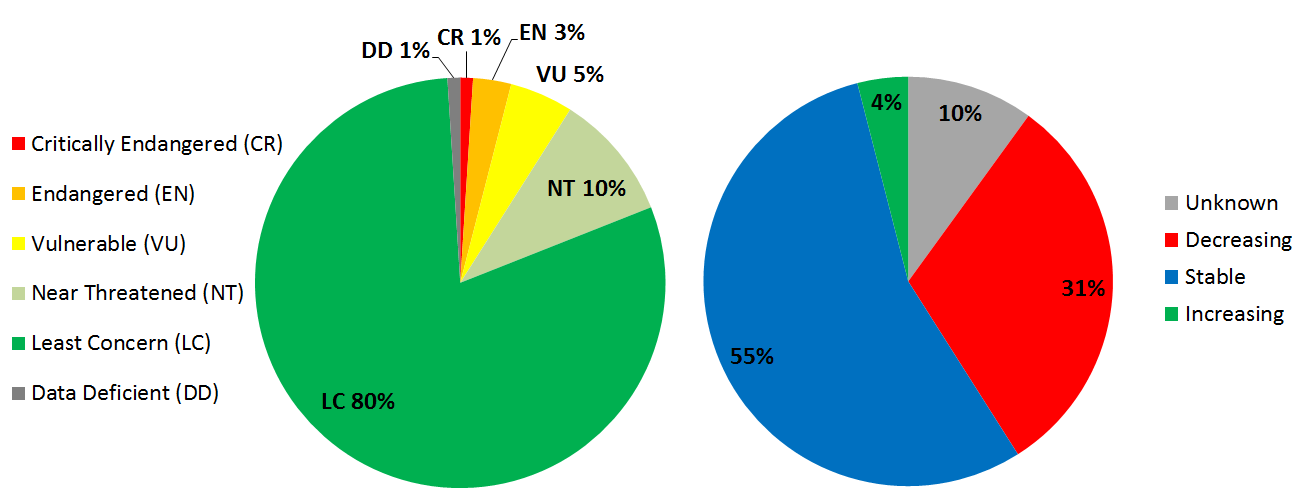 DD 1%
CR 1%
EN 3%
VU 5%
NT 10%
LC 80%
Critically Endangered (CR)
Endangered (EN)
Vulnerable (VU)
Near Threatened (NT)
Least Concern (LC)
Data Deficient (DD)
4%
10%
31%
55%
Unknown
Decreasing
Stable
Increasing